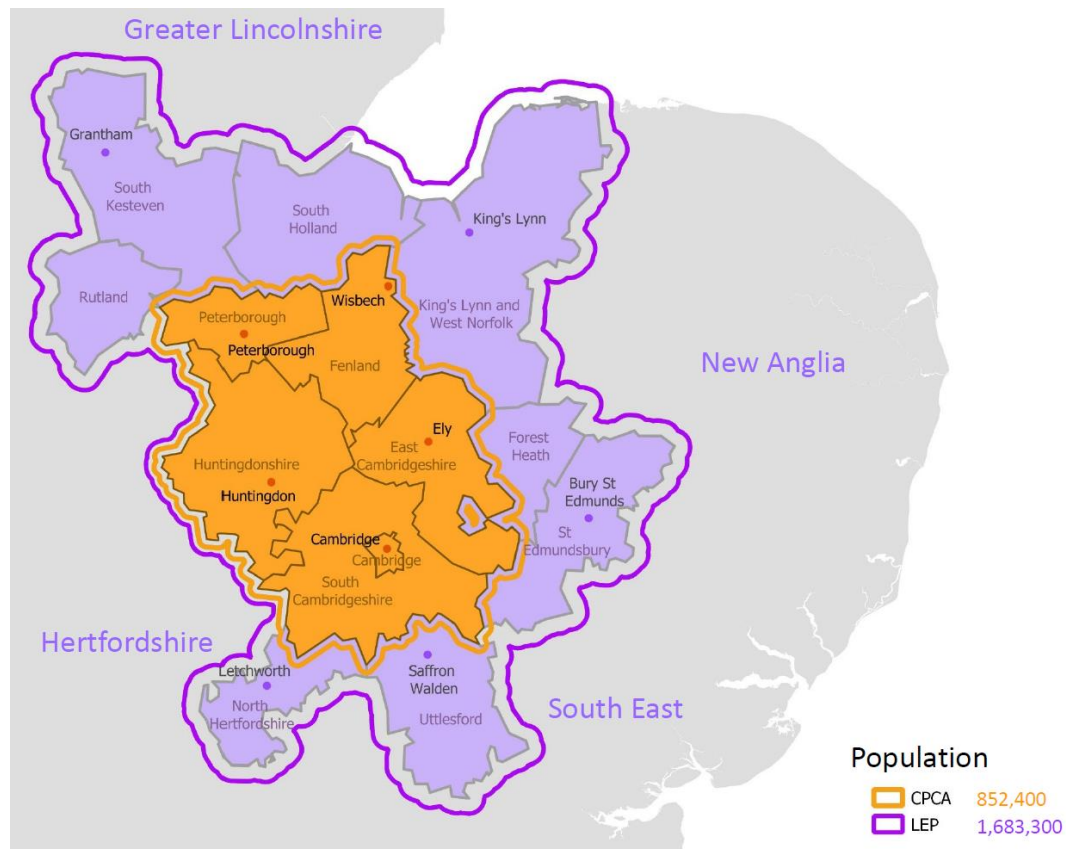 Greater Lincolnshire
Grantham
South
Kesteven
South
Holland
King's Lynn
Rutland
Wisbech
King's Lynn and
West Norfolk
Peterborough
Peterborough
Fenland
New Anglia
Ely
East
Cambridgeshire
Forest
Heath
Huntingdonshire
Huntingdon
Bury St
Edmunds
St
Edmundsbury
Cambridge
Cambridge
South
Cambridgeshire
Hertfordshire
Letchworth
North
Hertfordshire
Saffron
Walden
Uttlesford
South East
Population
CPCA 852,400
LEP 1,683,300